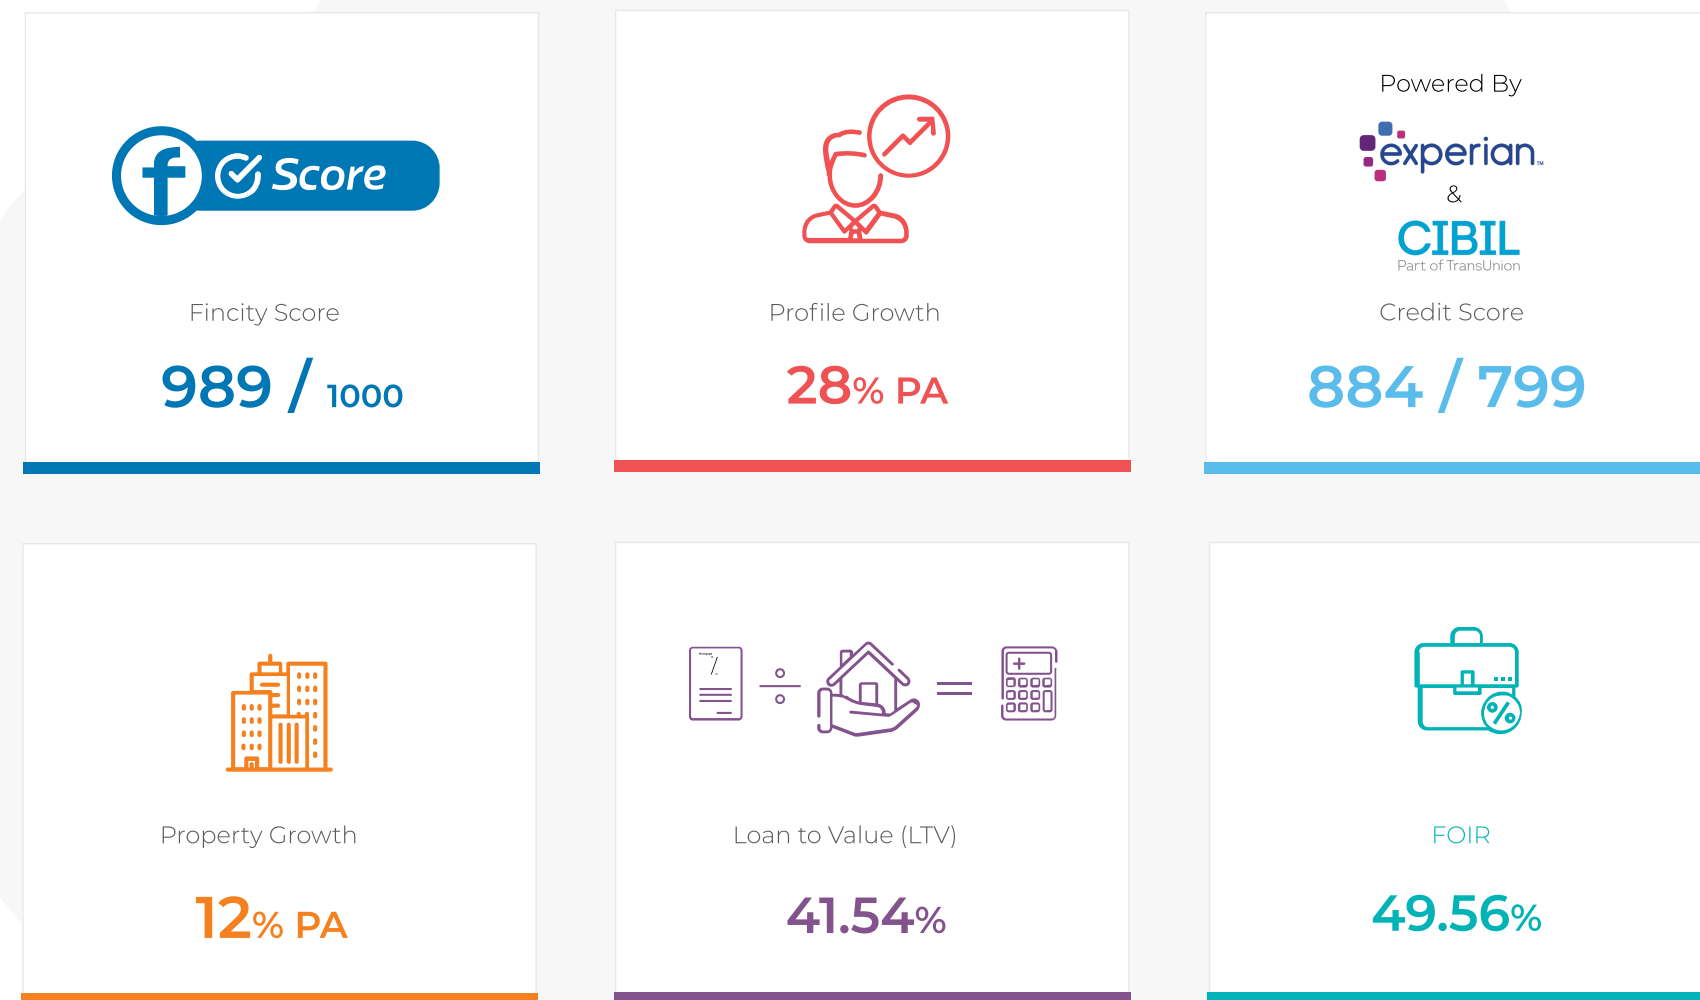 f Score
Fincity Score
989 / 1000
Profile Growth
28% PA
Powered By
experian™
&
CIBIL
Part of TransUnion
Credit Score
884 / 799
Property Growth
12% PA
Loan to Value (LTV)
41.54%
%
FOIR
49.56%